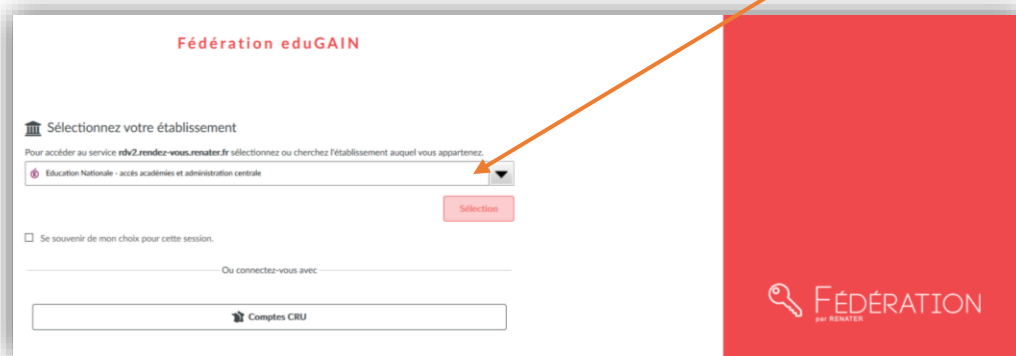 Fédération eduGAIN
Sélectionnez votre établissement
Pour accéder au service rdv2.rendez-vous.renater.fr sélectionnez ou cherchez l'établissement auquel vous appartenez.
Education Nationale - accès académies et administration centrale
Sélection
Se souvenir de mon choix pour cette session.
Ou connectez-vous avec
Comptes CRU
FÉDÉRATION
par RENATER